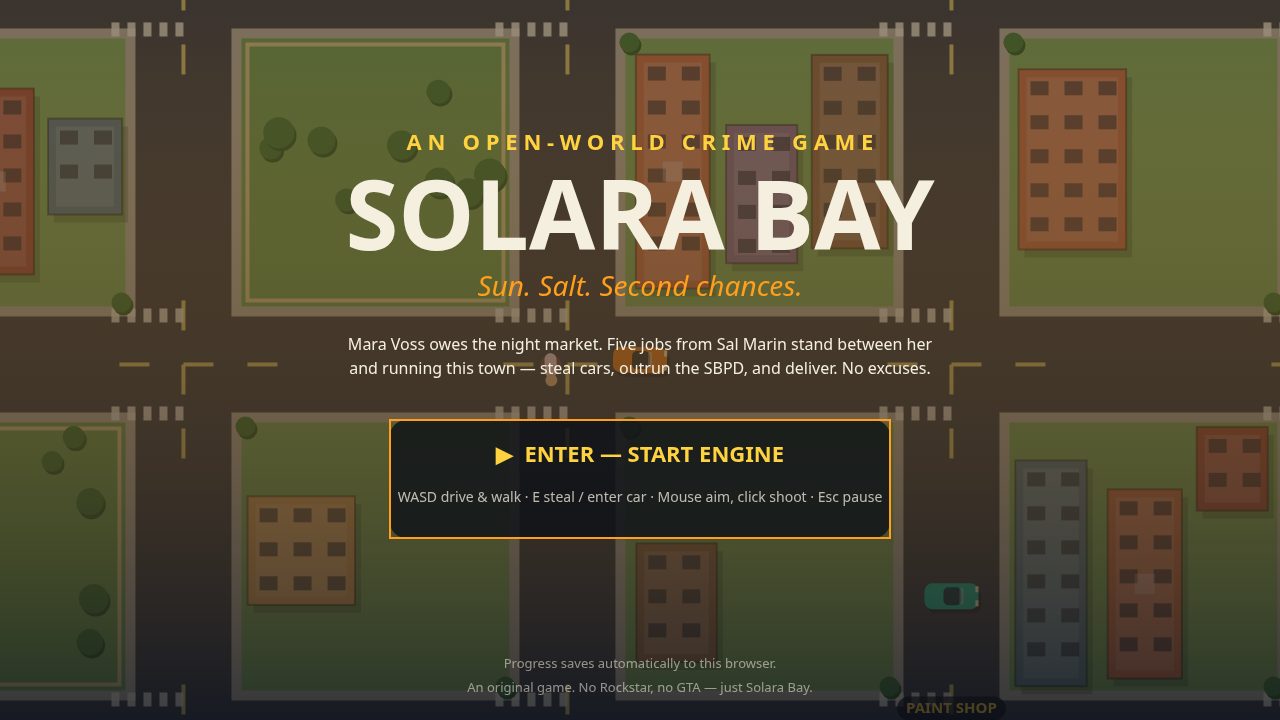 AN OPEN-WORLD CRIME GAME
SOLARA BAY
Sun. Salt. Second chances.
Mara Voss owes the night market. Five jobs from Sal Marin stand between her
and running this town — steal cars, outrun the SBPD, and deliver. No excuses.
▶ ENTER — START ENGINE
WASD drive & walk · E steal / enter car · Mouse aim, click shoot · Esc pause
Progress saves automatically to this browser.
An original game. No Rockstar, no GTA — just Solara Bay.
PAINT SHOP